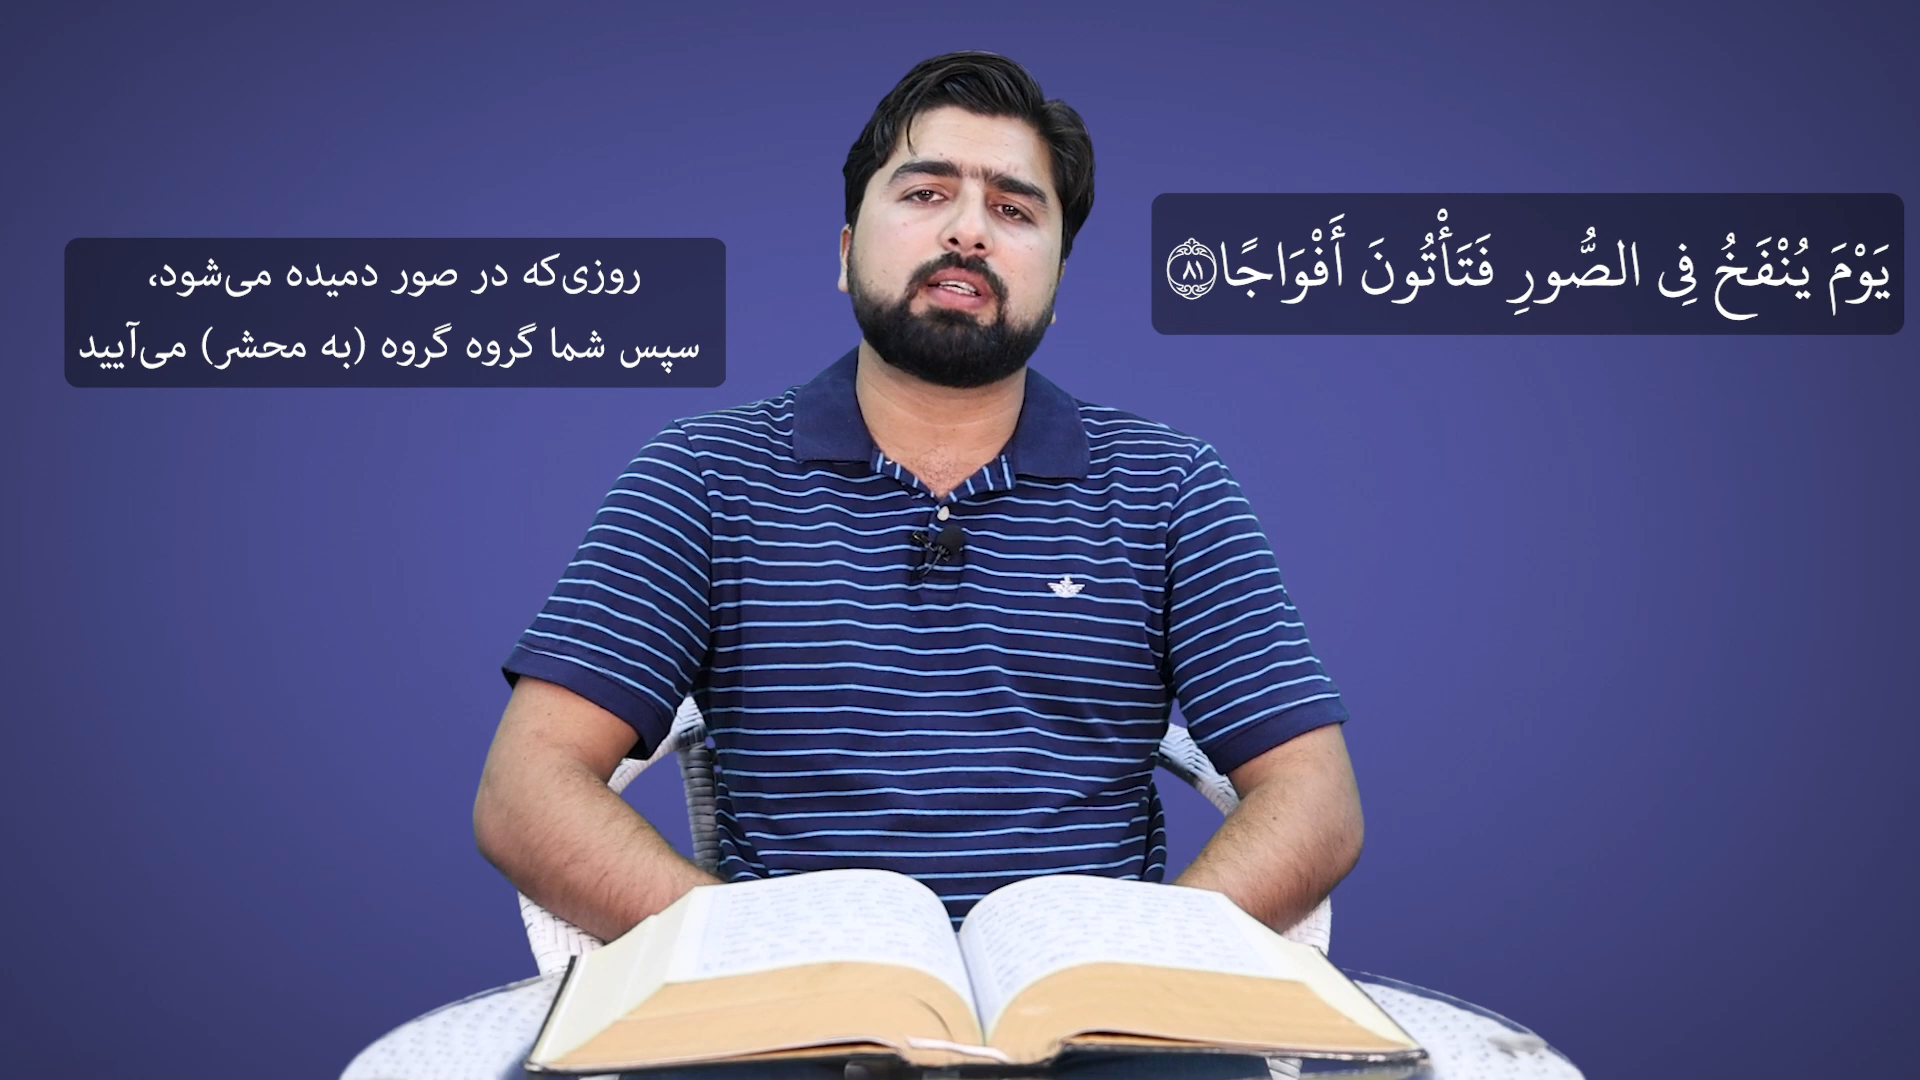 يَوْمَ يُنْفَخُ فِی الصُّورِ فَتَأْتُونَ أَفْوَاجًا ﴿٨١﴾
روزی‌که در صور دمیده می‌شود،
سپس شما گروه گروه (به محشر) می‌آیید